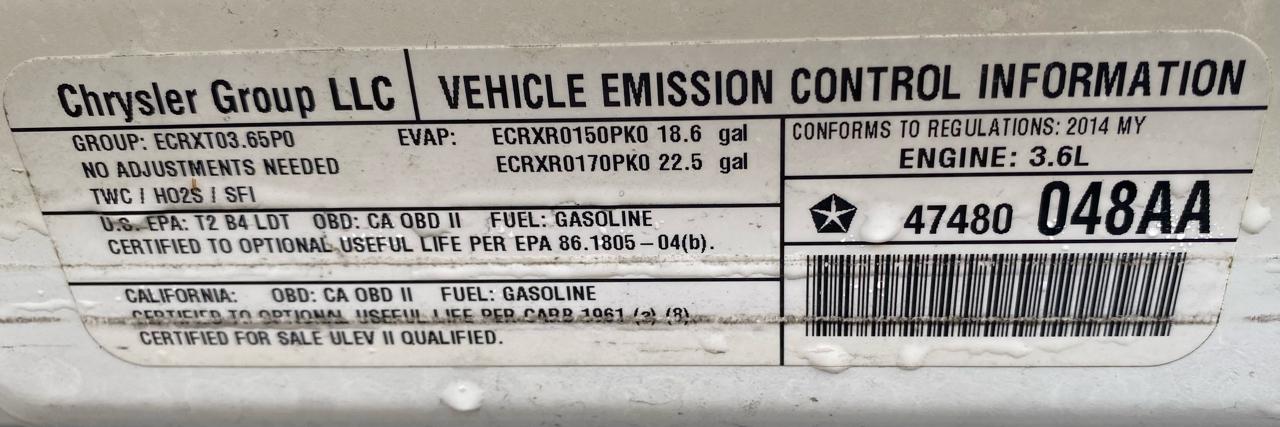 Chrysler Group LLC
VEHICLE EMISSION CONTROL INFORMATION
GROUP: ECRXT03.65P0 EVAP: ECRXR0150PK0 18.6 gal
NO ADJUSTMENTS NEEDED ECRXR0170PK0 22.5 gal
TWC / HO2S / SFI
U.S. EPA: T2 B4 LDT OBD: CA OBD II FUEL: GASOLINE
CERTIFIED TO OPTIONAL USEFUL LIFE PER EPA 86.1805-04(b).
CALIFORNIA: OBD: CA OBD II FUEL: GASOLINE
CERTIFIED TO OPTIONAL USEFUL LIFE PER CARB 1961 (a) (8)
CERTIFIED FOR SALE ULEV II QUALIFIED.
CONFORMS TO REGULATIONS: 2014 MY
ENGINE: 3.6L
47480 048AA